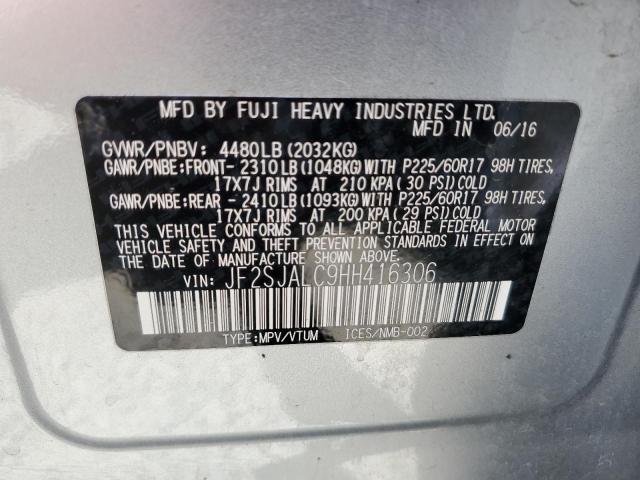 MFD BY FUJI HEAVY INDUSTRIES LTD.
MFD IN 06/16
GVWR/PNBV: 4480LB (2032KG)
GAWR/PNBE:FRONT- 2310LB (1048KG)WITH P225/60R17 98H TIRES,
17X7J RIMS AT 210 KPA (30 PSI) COLD
GAWR/PNBE:REAR - 2410LB (1093KG)WITH P225/60R17 98H TIRES,
17X7J RIMS AT 200 KPA (29 PSI) COLD
THIS VEHICLE CONFORMS TO ALL APPLICABLE FEDERAL MOTOR
VEHICLE SAFETY AND THEFT PREVENTION STANDARDS IN EFFECT ON
THE DATE OF MANUFACTURE SHOWN ABOVE.
VIN: JF2SJALC9HH416306
TYPE:MPV/VTUM ICES/NMB-002